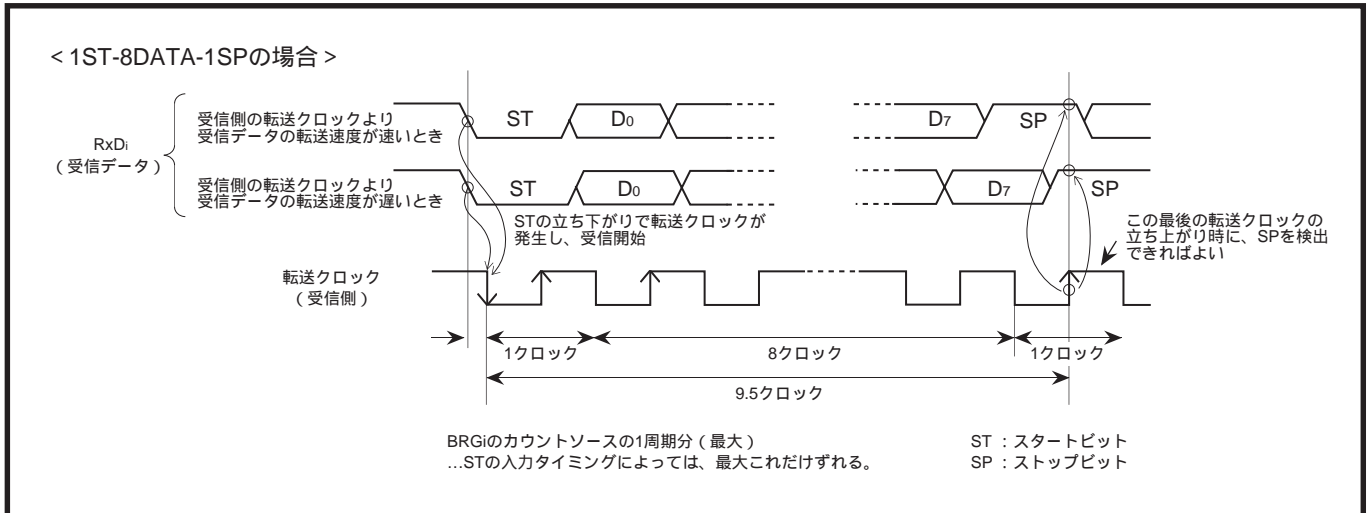 ＜1ST-8DATA-1SPの場合＞
RxDi
（受信データ）
受信側の転送クロックより
受信データの転送速度が速いとき
ST
D0
D7
SP
受信側の転送クロックより
受信データの転送速度が遅いとき
ST
D0
D7
SP
STの立ち下がりで転送クロックが
発生し、受信開始
この最後の転送クロックの
立ち上がり時に、SPを検出
できればよい
転送クロック
（受信側）
1クロック
8クロック
1クロック
9.5クロック
BRGiのカウントソースの1周期分（最大）
…STの入力タイミングによっては、最大これだけずれる。
ST ：スタートビット
SP ：ストップビット